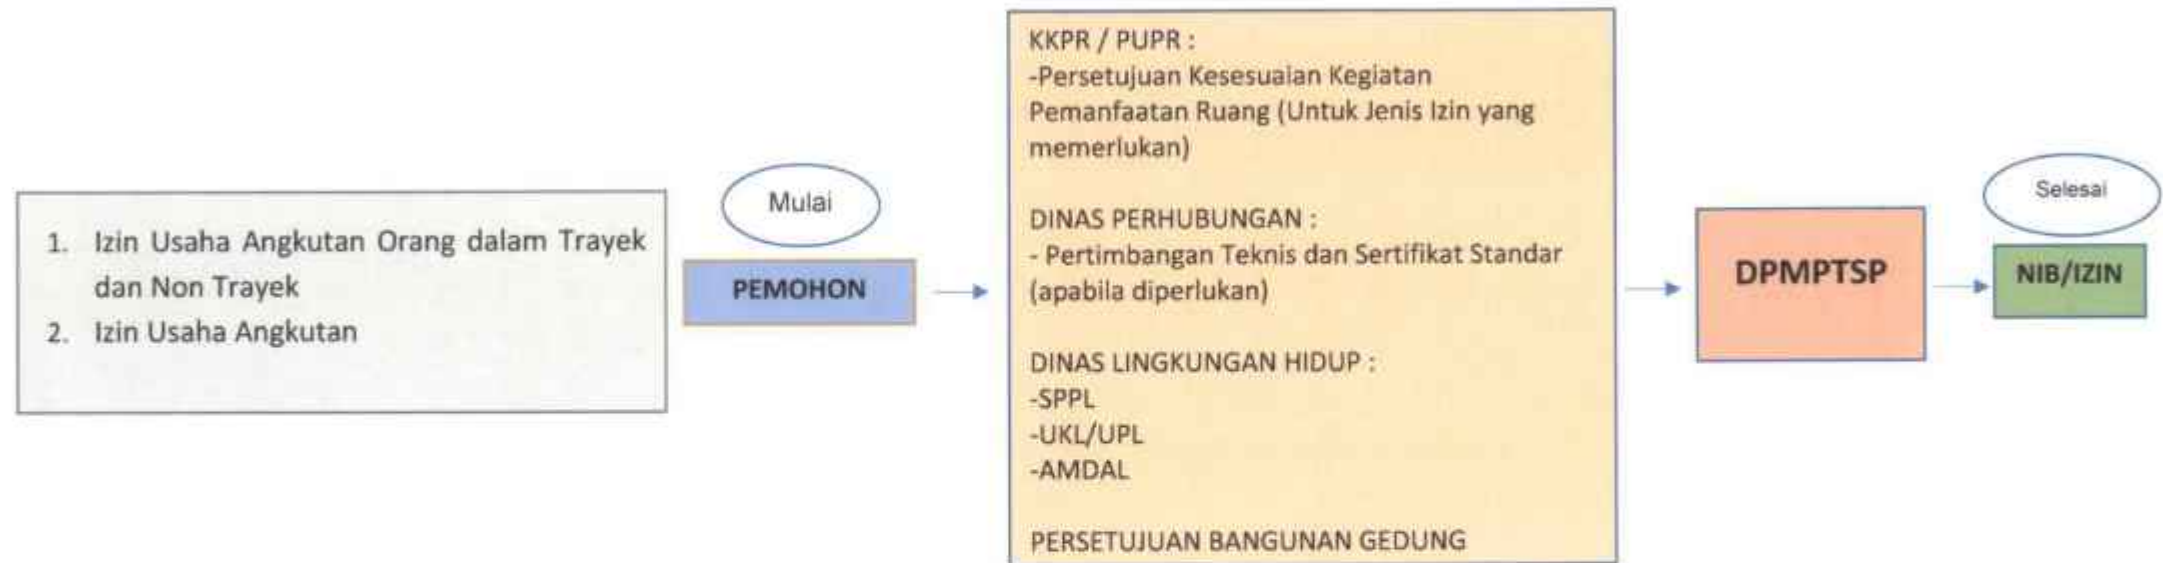 1. Izin Usaha Angkutan Orang dalam Trayek
dan Non Trayek
2. Izin Usaha Angkutan
Mulai
PEMOHON
KKPR / PUPR :
-Persetujuan Kesesuaian Kegiatan
Pemanfaatan Ruang (Untuk Jenis Izin yang
memerlukan)
DINAS PERHUBUNGAN :
- Pertimbangan Teknis dan Sertifikat Standar
(apabila diperlukan)
DINAS LINGKUNGAN HIDUP :
-SPPL
-UKL/UPL
-AMDAL
PERSETUJUAN BANGUNAN GEDUNG
DPMPTSP
Selesai
NIB/IZIN